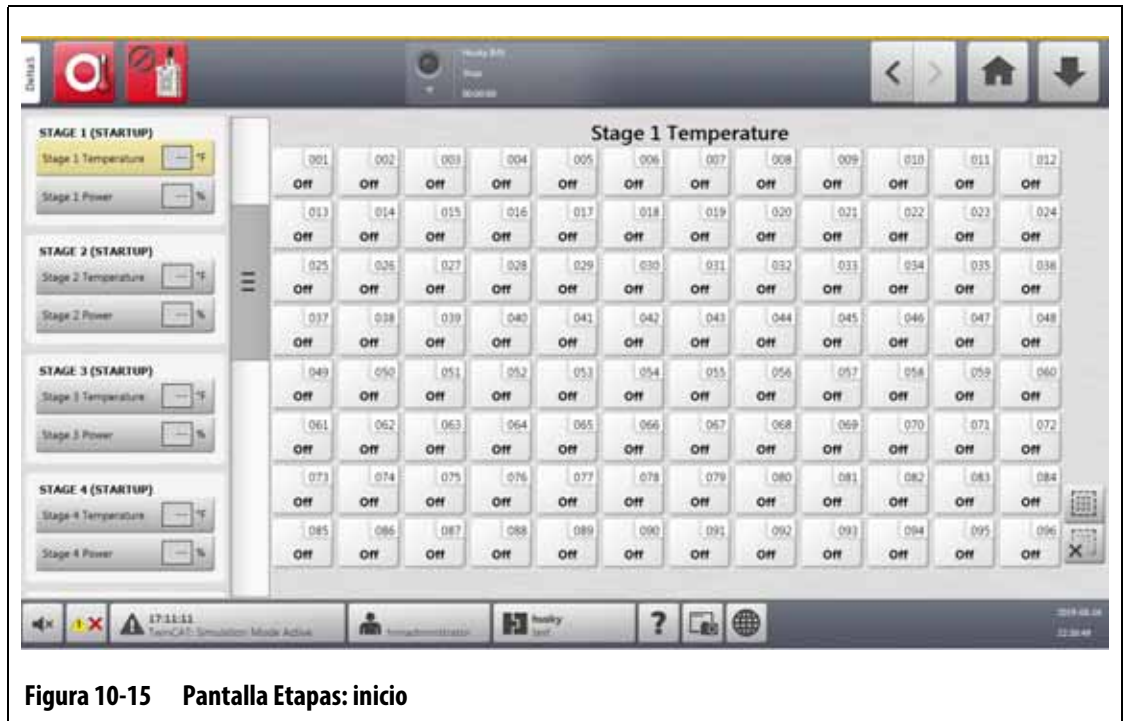 DeltaS
Husky B/N
Stop
00:00:00
STAGE 1 (STARTUP)
Stage 1 Temperature -- °F
Stage 1 Power -- %
STAGE 2 (STARTUP)
Stage 2 Temperature -- °F
Stage 2 Power -- %
STAGE 3 (STARTUP)
Stage 3 Temperature -- °F
Stage 3 Power -- %
STAGE 4 (STARTUP)
Stage 4 Temperature -- °F
Stage 4 Power -- %
Stage 1 Temperature
001 002 003 004 005 006 007 008 009 010 011 012
Off Off Off Off Off Off Off Off Off Off Off Off
013 014 015 016 017 018 019 020 021 022 023 024
Off Off Off Off Off Off Off Off Off Off Off Off
025 026 027 028 029 030 031 032 033 034 035 036
Off Off Off Off Off Off Off Off Off Off Off Off
037 038 039 040 041 042 043 044 045 046 047 048
Off Off Off Off Off Off Off Off Off Off Off Off
049 050 051 052 053 054 055 056 057 058 059 060
Off Off Off Off Off Off Off Off Off Off Off Off
061 062 063 064 065 066 067 068 069 070 071 072
Off Off Off Off Off Off Off Off Off Off Off Off
073 074 075 076 077 078 079 080 081 082 083 084
Off Off Off Off Off Off Off Off Off Off Off Off
085 086 087 088 089 090 091 092 093 094 095 096
Off Off Off Off Off Off Off Off Off Off Off Off
17:11:11
TwinCAT: Simulation Mode Active
hmiadministrator
husky
test
?
Figura 10-15 Pantalla Etapas: inicio